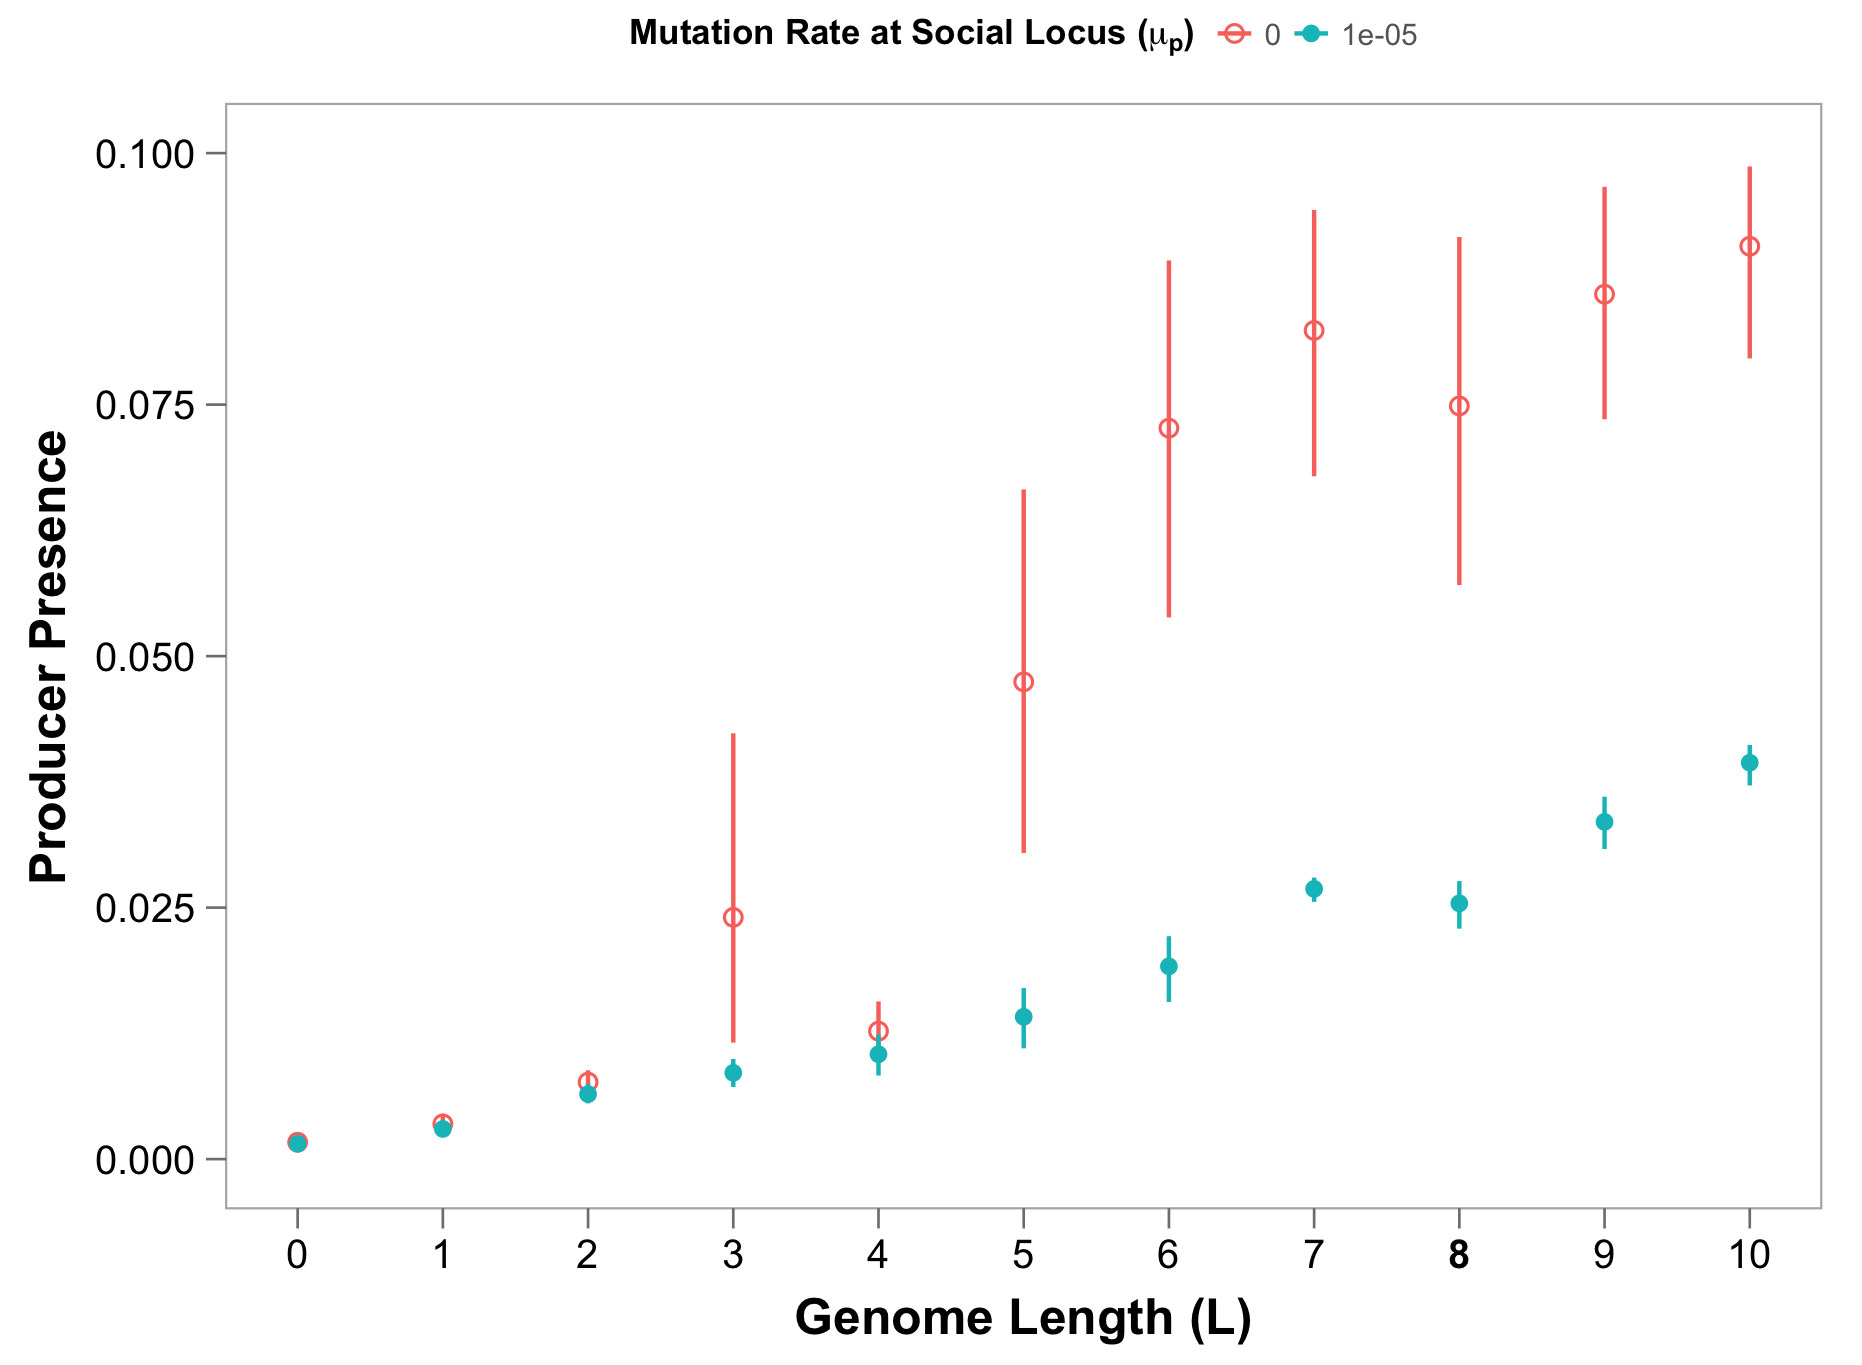 Mutation Rate at Social Locus (μp) 0 1e-05
0.100
0.075
0.050
0.025
0.000
Producer Presence
0 1 2 3 4 5 6 7 8 9 10
Genome Length (L)